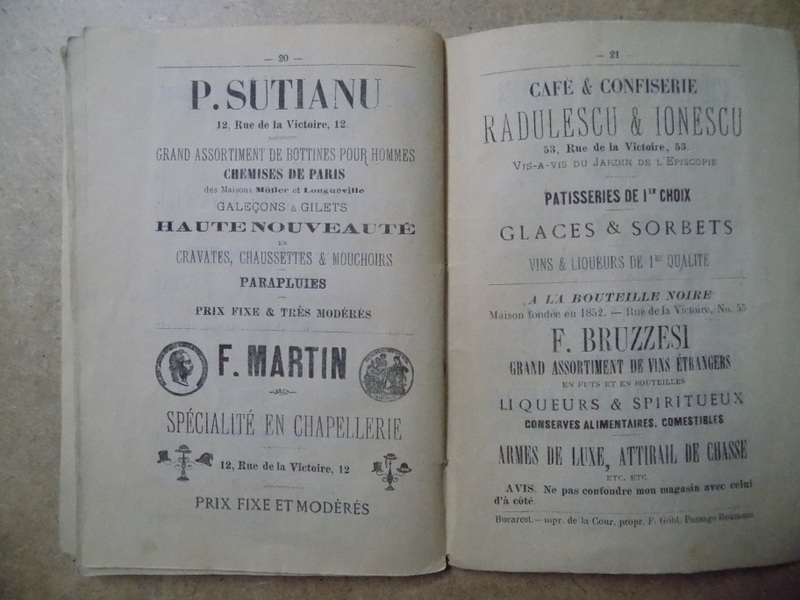 — 20 —
P. SUTIANU
12, Rue de la Victoire, 12.
GRAND ASSORTIMENT DE BOTTINES POUR HOMMES
CHEMISES DE PARIS
des Maisons Müller et Longueville
GALEÇONS & GILETS
HAUTE NOUVEAUTÉ
EN
CRAVATES, CHAUSSETTES & MOUCHOIRS
PARAPLUIES
PRIX FIXE & TRÈS MODÉRÉS
F. MARTIN
SPÉCIALITÉ EN CHAPELLERIE
12, Rue de la Victoire, 12
PRIX FIXE ET MODÉRÉS
— 21
CAFÉ & CONFISERIE
RADULESCU & IONESCU
53, Rue de la Victoire, 53
VIS-A-VIS DU JARDIN DE L'EPISCOPIE
PATISSERIES DE 1ER CHOIX
GLACES & SORBETS
VINS & LIQUEURS DE 1RE QUALITE
A LA BOUTEILLE NOIRE
Maison fondée en 1852. — Rue de la Victoire, No. 55
F. BRUZZESI
GRAND ASSORTIMENT DE VINS ÉTRANGERS
EN FUTS ET EN BOUTEILLES
LIQUEURS & SPIRITUEUX
CONSERVES ALIMENTAIRES. COMESTIBLES
ARMES DE LUXE, ATTIRAIL DE CHASSE
ETC. ETC.
AVIS. Ne pas confondre mon magasin avec celui
d'à côté.
Bucarest.— impr. de la Cour, propr. F. Göbl. Passage Roumain